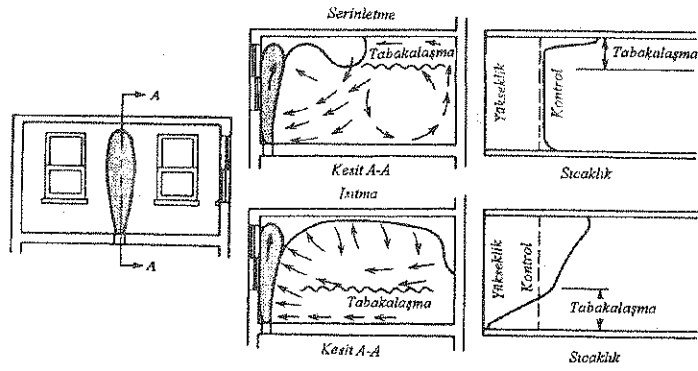 Serinletme
Tabakalaşma
Kesit A-A
Yükseklik
Kontrol
Tabakalaşma
Sıcaklık
A
A
Isıtma
Tabakalaşma
Kesit A-A
Yükseklik
Kontrol
Tabakalaşma
Sıcaklık